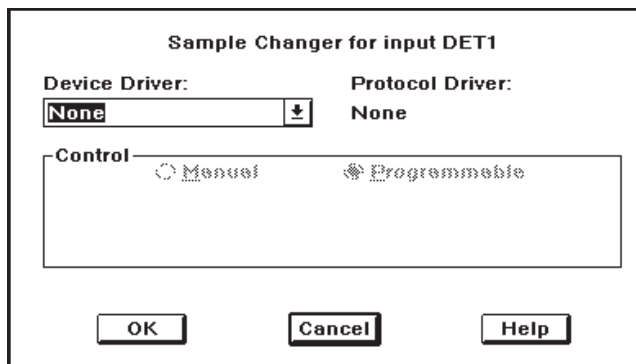 Sample Changer for input DET1
Device Driver: Protocol Driver:
None None
Control
Manual Programmable
OK Cancel Help